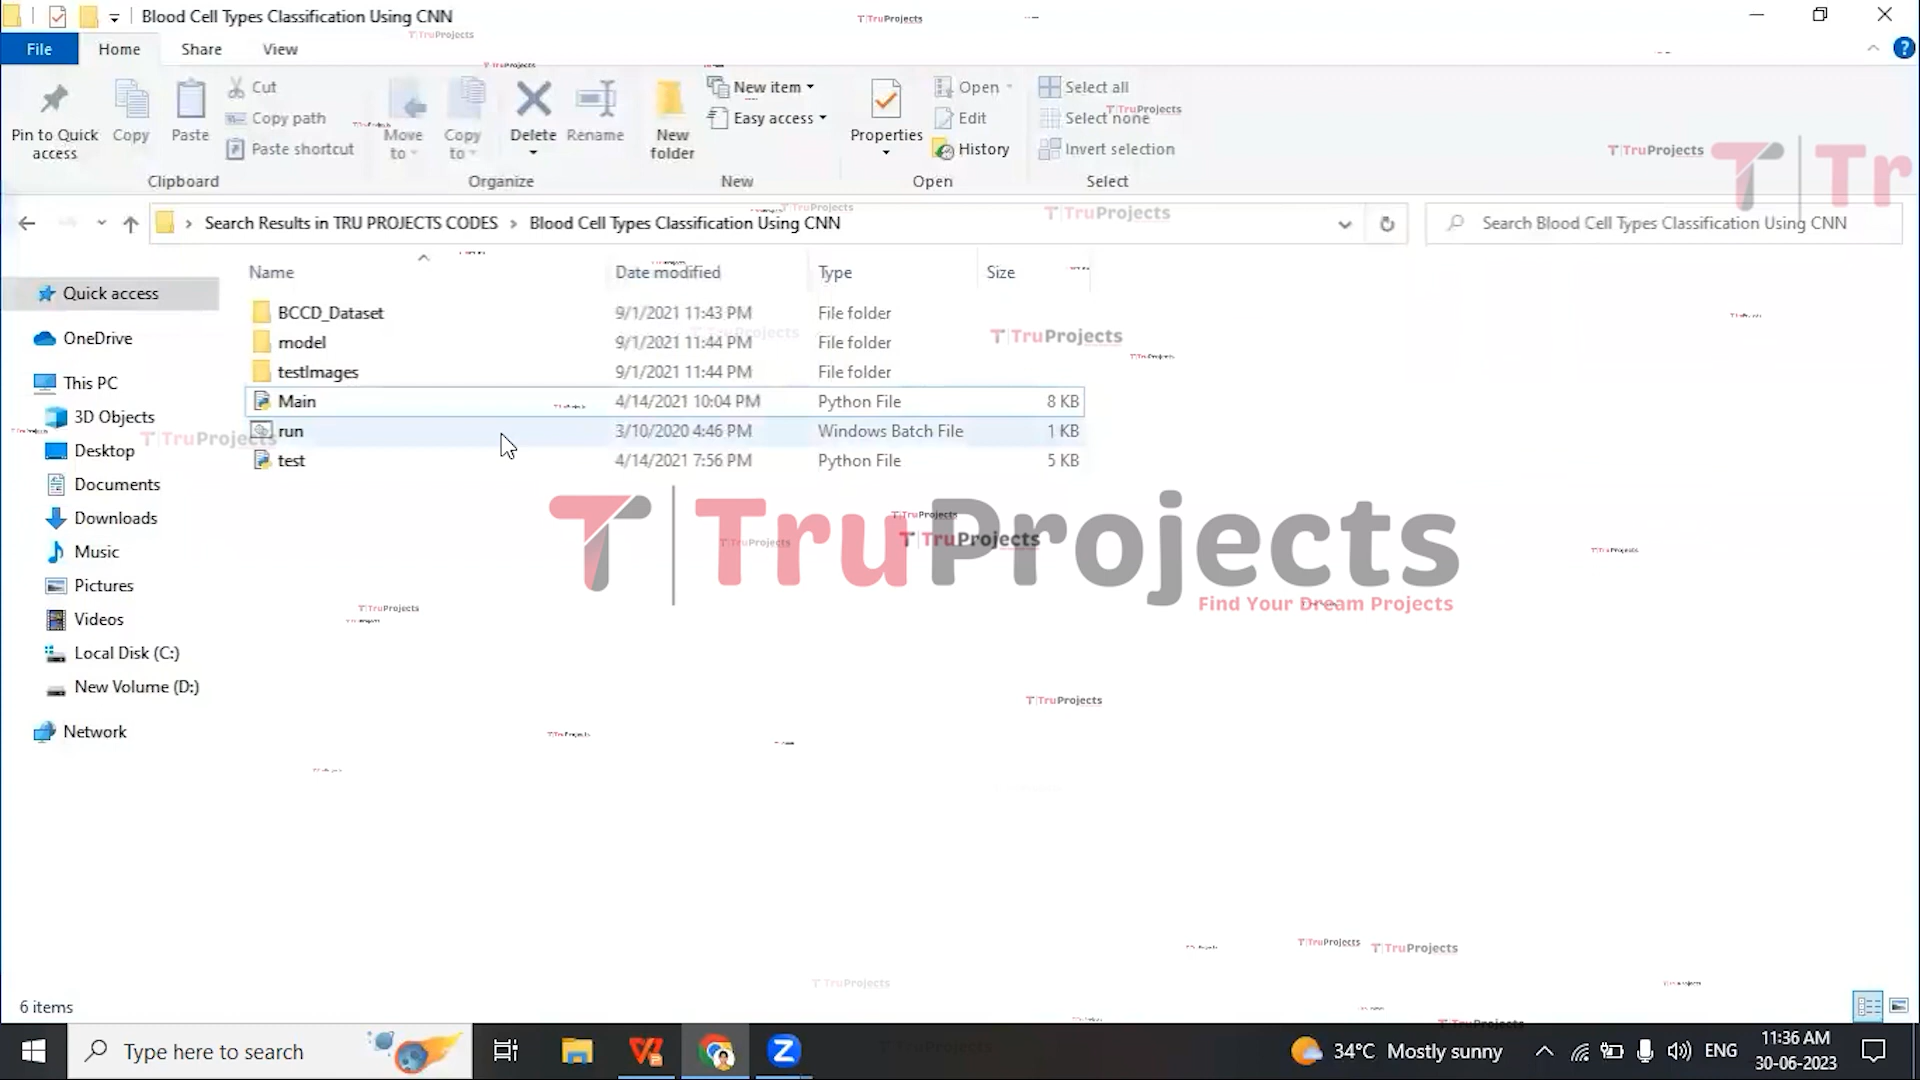 Blood Cell Types Classification Using CNN
File Home Share View
Pin to Quick access
Copy
Paste
Cut
Copy path
Paste shortcut
Clipboard
Move to
Copy to
Delete
Rename
Organize
New folder
New item
Easy access
New
Properties
Open
Edit
History
Open
Select all
Select none
Invert selection
Select
Search Results in TRU PROJECTS CODES > Blood Cell Types Classification Using CNN
Search Blood Cell Types Classification Using CNN
Name Date modified Type Size
BCCD_Dataset 9/1/2021 11:43 PM File folder
model 9/1/2021 11:44 PM File folder
testImages 9/1/2021 11:44 PM File folder
Main 4/14/2021 10:04 PM Python File 8 KB
run 3/10/2020 4:46 PM Windows Batch File 1 KB
test 4/14/2021 7:56 PM Python File 5 KB
Quick access
OneDrive
This PC
3D Objects
Desktop
Documents
Downloads
Music
Pictures
Videos
Local Disk (C:)
New Volume (D:)
Network
TruProjects
Find Your Dream Projects
6 items
Type here to search
34°C Mostly sunny
ENG
11:36 AM
30-06-2023